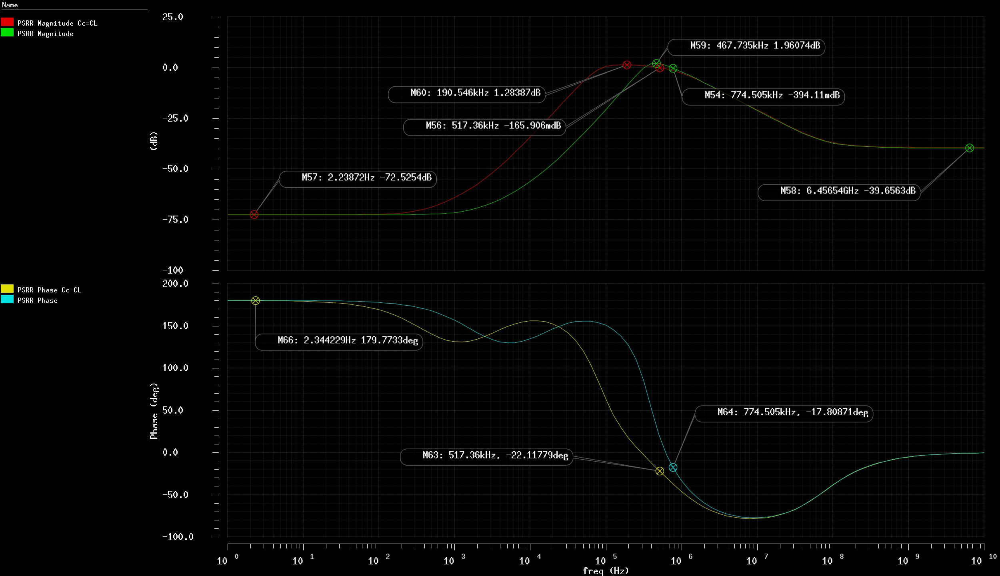 Name
PSRR Magnitude Cc=CL
PSRR Magnitude
25.0
0.0
-25.0
-50.0
-75.0
-100
(dB)
M59: 467.735kHz 1.96074dB
M60: 190.546kHz 1.28387dB
M54: 774.505kHz -394.11mdB
M56: 517.36kHz -165.906mdB
M57: 2.23872Hz -72.5254dB
M58: 6.45654GHz -39.6563dB
PSRR Phase Cc=CL
PSRR Phase
200.0
150.0
100.0
50.0
0.0
-50.0
-100.0
Phase (deg)
M66: 2.344229Hz 179.7733deg
M64: 774.505kHz, -17.80871deg
M63: 517.36kHz, -22.11779deg
10 0 10 1 10 2 10 3 10 4 10 5 10 6 10 7 10 8 10 9 10 10
freq (Hz)